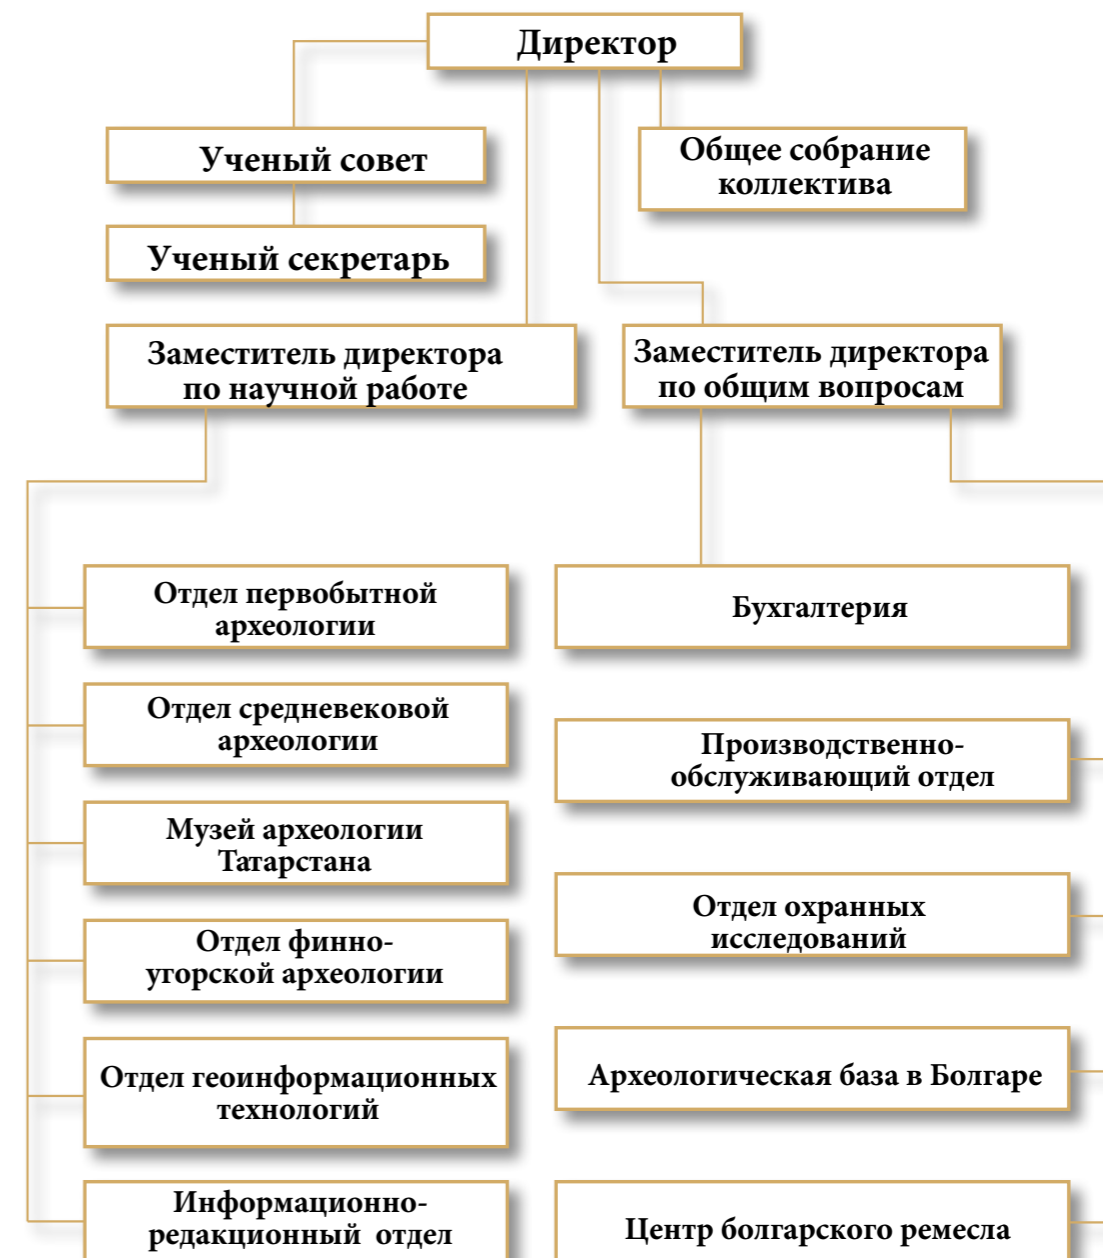 Директор
Ученый совет
Общее собрание
коллектива
Ученый секретарь
Заместитель директора
по научной работе
Заместитель директора
по общим вопросам
Отдел первобытной
археологии
Бухгалтерия
Отдел средневековой
археологии
Производственно-
обслуживающий отдел
Музей археологии
Татарстана
Отдел охранных
исследований
Отдел финно-
угорской археологии
Отдел геоинформационных
технологий
Археологическая база в Болгаре
Информационно-
редакционный отдел
Центр болгарского ремесла